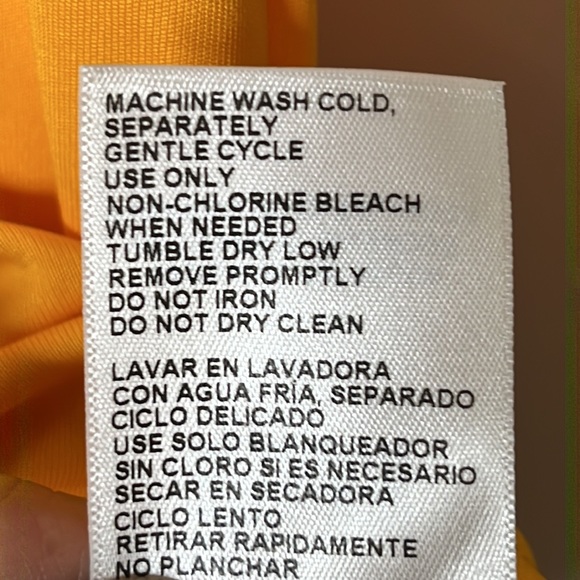 MACHINE WASH COLD,
SEPARATELY
GENTLE CYCLE
USE ONLY
NON-CHLORINE BLEACH
WHEN NEEDED
TUMBLE DRY LOW
REMOVE PROMPTLY
DO NOT IRON
DO NOT DRY CLEAN
LAVAR EN LAVADORA
CON AGUA FRÍA, SEPARADO
CICLO DELICADO
USE SOLO BLANQUEADOR
SIN CLORO SI ES NECESARIO
SECAR EN SECADORA
CICLO LENTO
RETIRAR RAPIDAMENTE
NO PLANCHAR